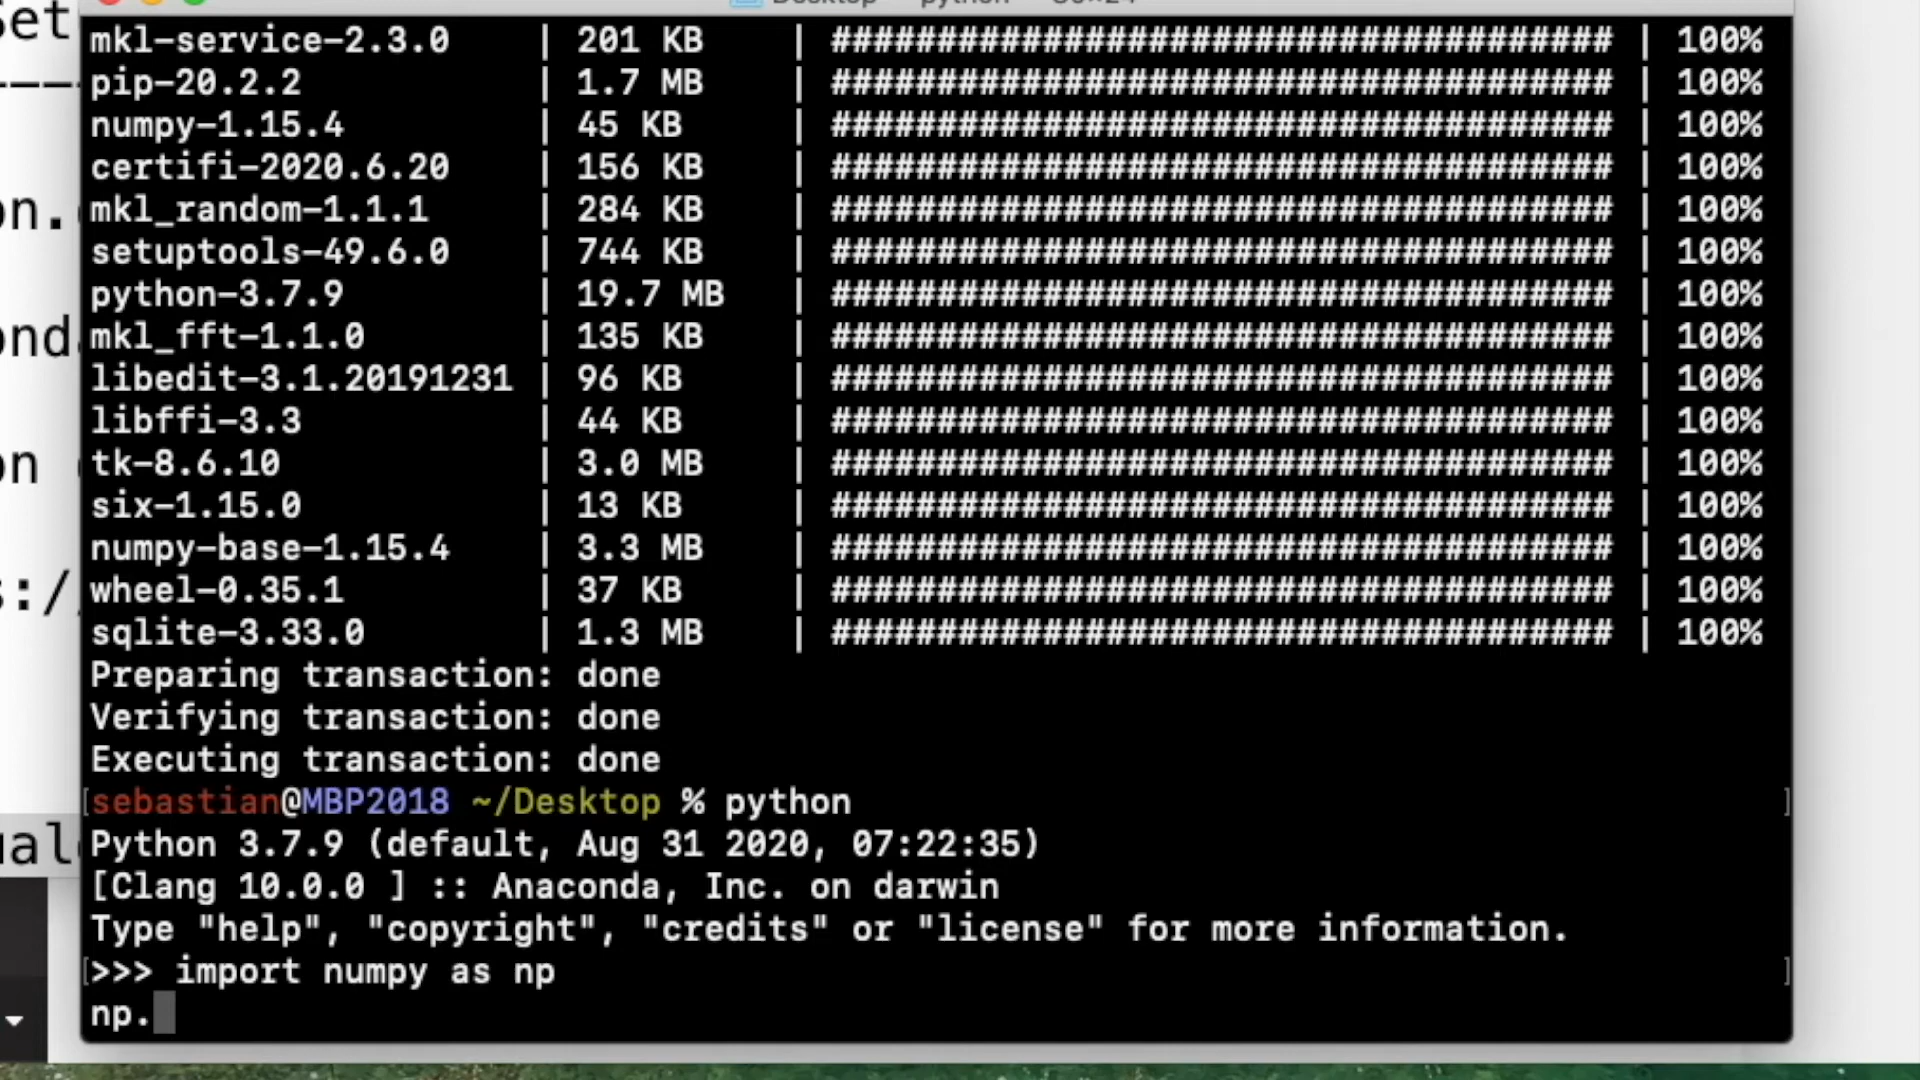 mkl-service-2.3.0 | 201 KB | ##################################### | 100%
pip-20.2.2 | 1.7 MB | ##################################### | 100%
numpy-1.15.4 | 45 KB | ##################################### | 100%
certifi-2020.6.20 | 156 KB | ##################################### | 100%
mkl_random-1.1.1 | 284 KB | ##################################### | 100%
setuptools-49.6.0 | 744 KB | ##################################### | 100%
python-3.7.9 | 19.7 MB | ##################################### | 100%
mkl_fft-1.1.0 | 135 KB | ##################################### | 100%
libedit-3.1.20191231 | 96 KB | ##################################### | 100%
libffi-3.3 | 44 KB | ##################################### | 100%
tk-8.6.10 | 3.0 MB | ##################################### | 100%
six-1.15.0 | 13 KB | ##################################### | 100%
numpy-base-1.15.4 | 3.3 MB | ##################################### | 100%
wheel-0.35.1 | 37 KB | ##################################### | 100%
sqlite-3.33.0 | 1.3 MB | ##################################### | 100%
Preparing transaction: done
Verifying transaction: done
Executing transaction: done
[sebastian@MBP2018 ~/Desktop % python ]
Python 3.7.9 (default, Aug 31 2020, 07:22:35)
[Clang 10.0.0 ] :: Anaconda, Inc. on darwin
Type "help", "copyright", "credits" or "license" for more information.
[>>> import numpy as np ]
np.